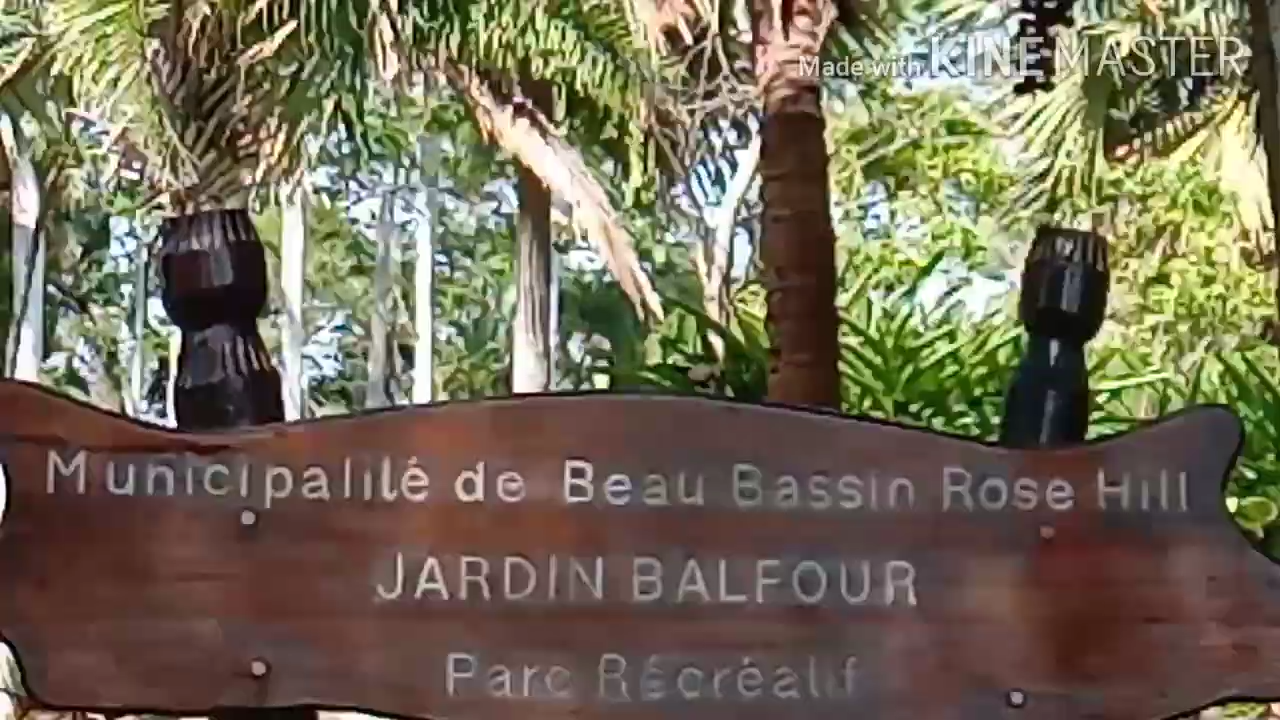 Made with KINEMASTER
Municipalité de Beau Bassin Rose Hill
JARDIN BALFOUR
Parc Récréatif